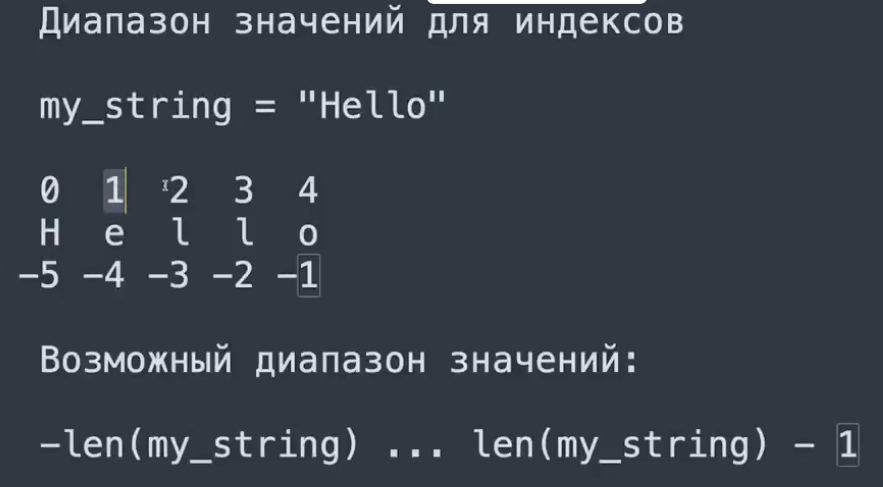 Диапазон значений для индексов
my_string = "Hello"
0 1 2 3 4
H e l l o
-5 -4 -3 -2 -1
Возможный диапазон значений:
-len(my_string) ... len(my_string) - 1